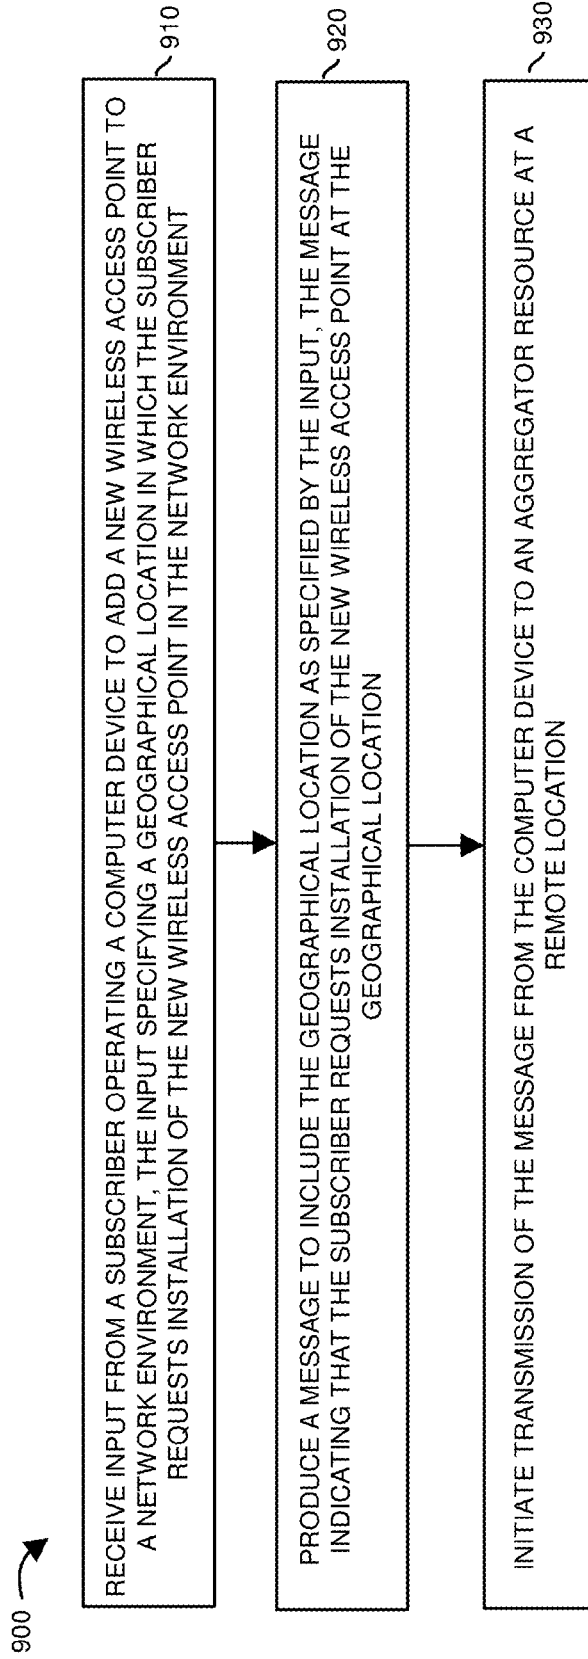 900
RECEIVE INPUT FROM A SUBSCRIBER OPERATING A COMPUTER DEVICE TO ADD A NEW WIRELESS ACCESS POINT TO
A NETWORK ENVIRONMENT, THE INPUT SPECIFYING A GEOGRAPHICAL LOCATION IN WHICH THE SUBSCRIBER
REQUESTS INSTALLATION OF THE NEW WIRELESS ACCESS POINT IN THE NETWORK ENVIRONMENT
910
PRODUCE A MESSAGE TO INCLUDE THE GEOGRAPHICAL LOCATION AS SPECIFIED BY THE INPUT, THE MESSAGE
INDICATING THAT THE SUBSCRIBER REQUESTS INSTALLATION OF THE NEW WIRELESS ACCESS POINT AT THE
GEOGRAPHICAL LOCATION
920
INITIATE TRANSMISSION OF THE MESSAGE FROM THE COMPUTER DEVICE TO AN AGGREGATOR RESOURCE AT A
REMOTE LOCATION
930